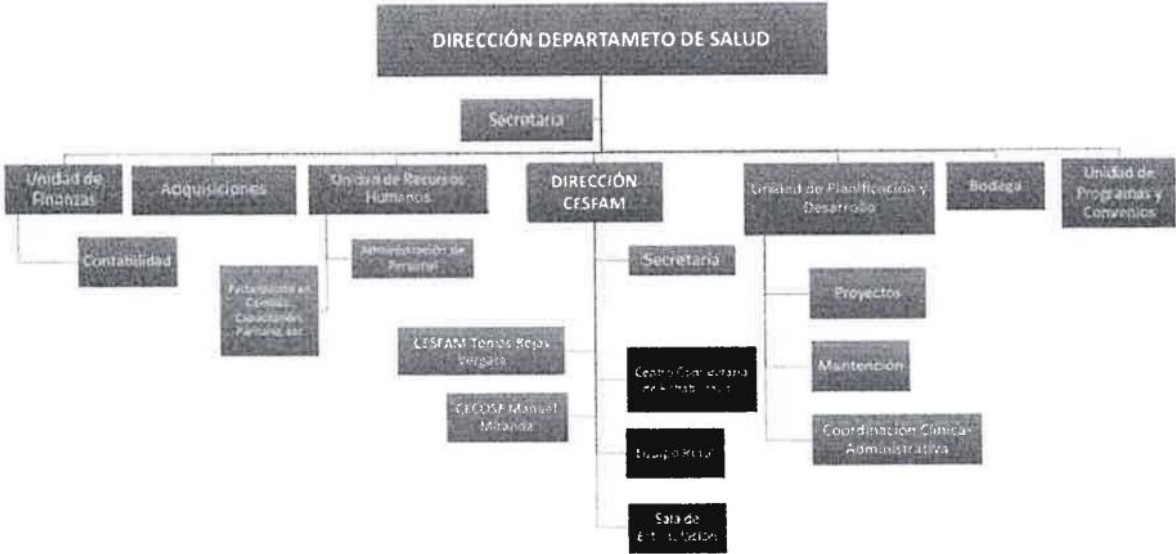 DIRECCIÓN DEPARTAMETO DE SALUD
Secretaria
Unidad de
Finanzas
Adquisiciones
Unidad de Recursos
Humanos
DIRECCIÓN
CESFAM
Unidad de Planificación y
Desarrollo
Bodega
Unidad de
Programas y
Convenios
Contabilidad
Administración de
Personal
Secretaria
Proyectos
CESFAM Tomás Rojas
Vergara
Mantención
CECOSF Manuel
Miranda
Equipo Rural
Coordinación Clínica-
Administrativa
Sala de